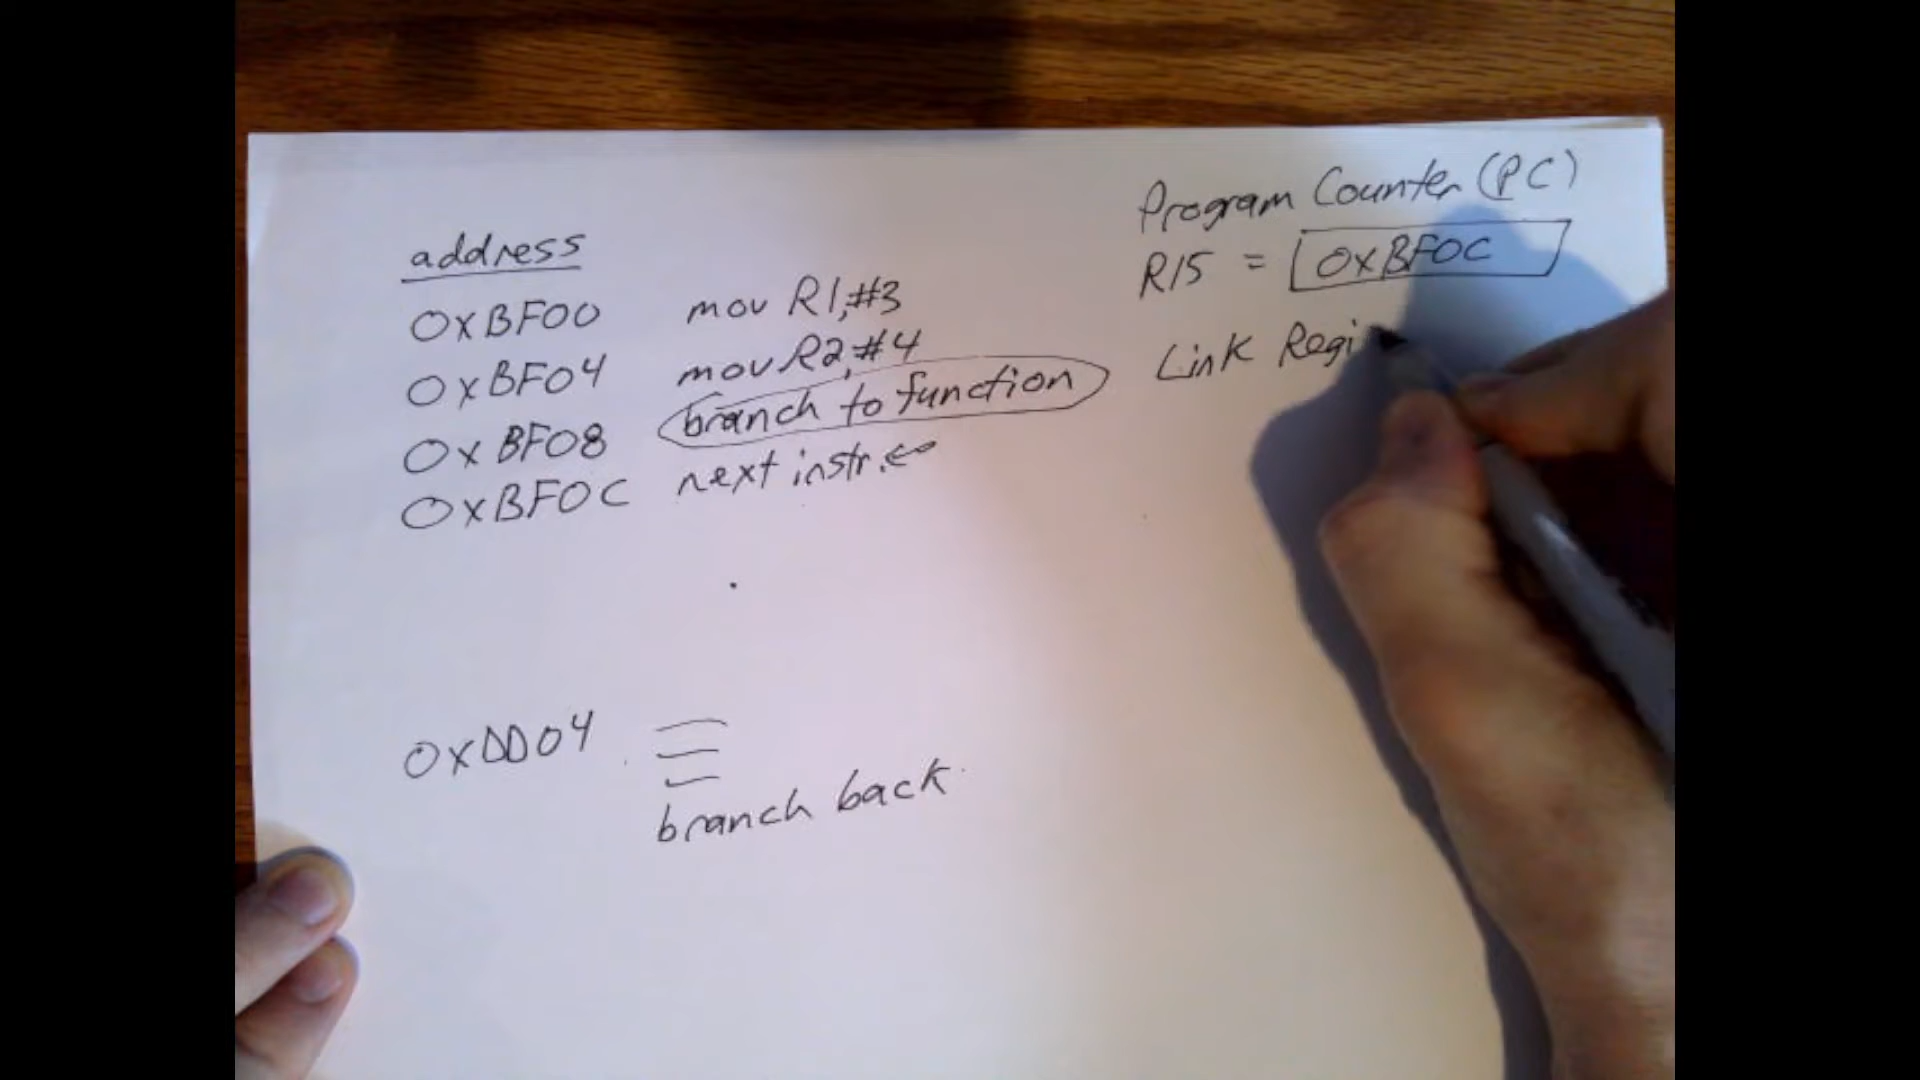 Program Counter (PC)
address
R15 = 0xBF0C
0xBF00 mov R1,#3
0xBF04 mov R2,#4
Link Regi
0xBF08 branch to function
0xBF0C next instr.←
0xDD04
branch back